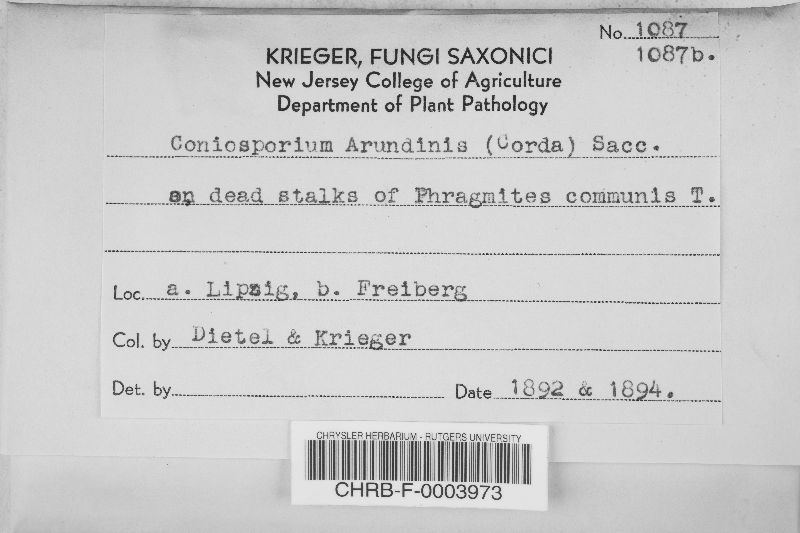 No. 1087
1087b.
KRIEGER, FUNGI SAXONICI
New Jersey College of Agriculture
Department of Plant Pathology
Coniosporium Arundinis (Corda) Sacc.
on dead stalks of Phragmites communis T.
Loc. a. Lipsig, b. Freiberg
Col. by Dietel & Krieger
Det. by
Date 1892 & 1894.
CHRYSLER HERBARIUM - RUTGERS UNIVERSITY
CHRB-F-0003973